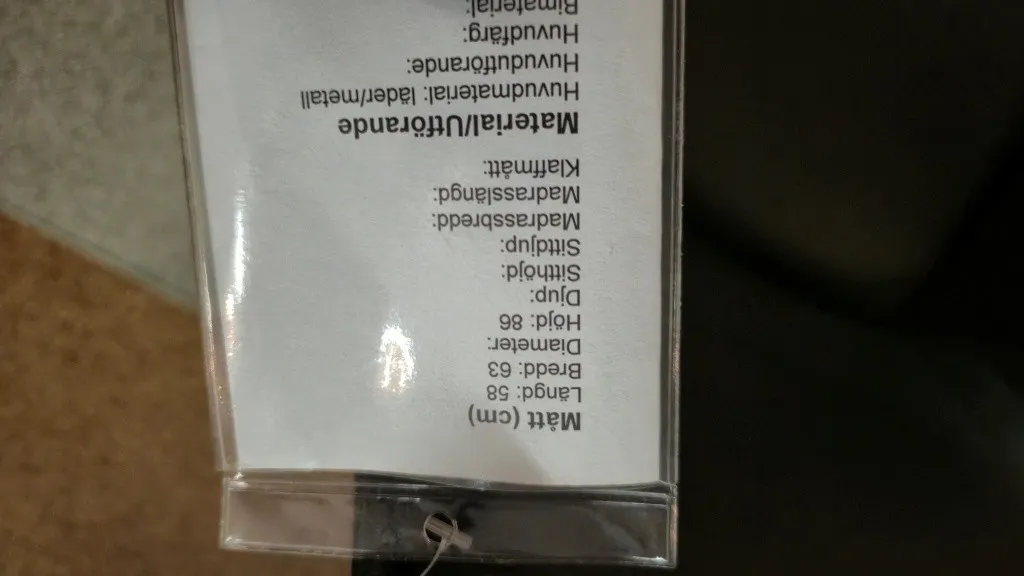 Mått (cm)
Längd: 58
Bredd: 63
Diameter:
Höjd: 86
Djup:
Sitthöjd:
Sittdjup:
Madrassbredd:
Madrasslängd:
Klaffmått:
Material/Utförande
Huvudmaterial: läder/metall
Huvudutförande:
Huvudfärg:
Bimaterial: